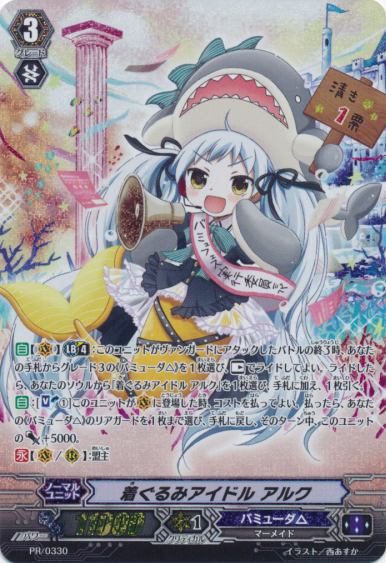 3
グレード
清き
1
票
自【V】LB4:このユニットがヴァンガードにアタックしたバトルの終了時、あなた
の手札からグレード3の《バミューダ△》を1枚選び、ライドしてよい。ライドした
ら、あなたのソウルから「着ぐるみアイドル アルク」を1枚選び、手札に加え、1枚引く。
自:[①]このユニットがVに登場した時、コストを払ってよい。払ったら、あなた
の《バミューダ△》のリアガードを1枚まで選び、手札に戻し、そのターン中、このユニット
の+5000。
永【V/R】:盟主
ノーマル
ユニット
着ぐるみアイドル アルク
パワー
1
クリティカル
バミューダ△
マーメイド
PR/0330
イラスト/西あすか